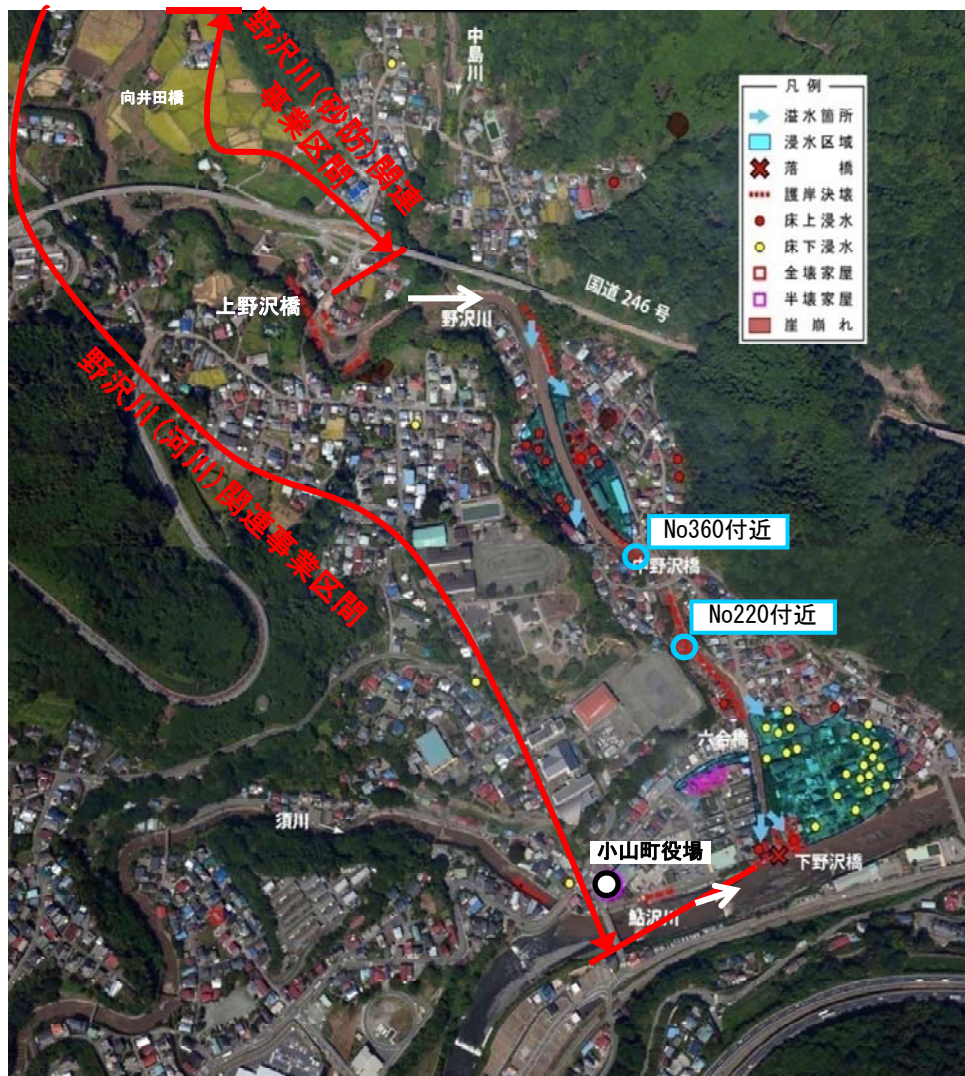 野沢川(砂防)関連
事業区間
中島川
向井田橋
凡例
溢水箇所
浸水区域
落橋
護岸決壊
床上浸水
床下浸水
全壊家屋
半壊家屋
崖崩れ
国道 246 号
上野沢橋
野沢川
野沢川(河川)関連事業区間
No360付近
中野沢橋
No220付近
六合橋
須川
小山町役場
下野沢橋
鮎沢川